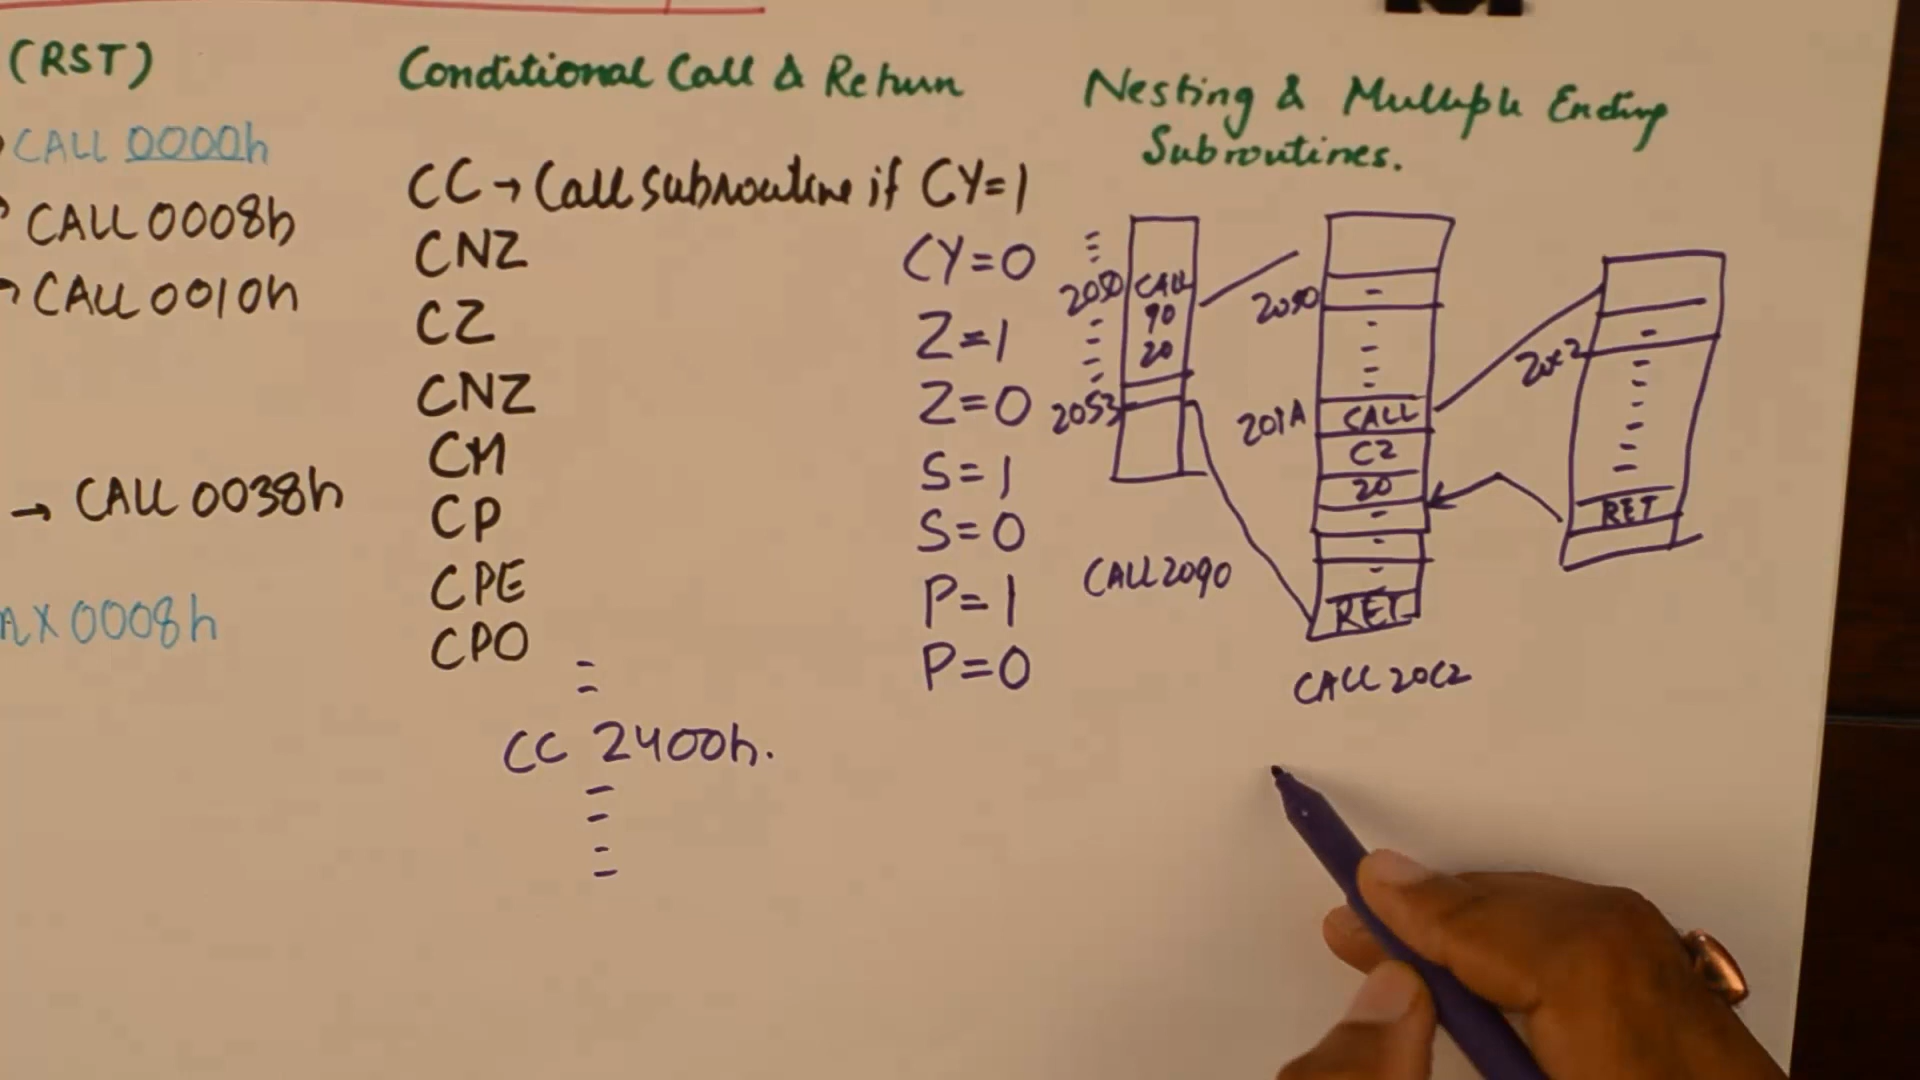 (RST)
CALL 0000h
CALL 0008h
CALL 0010h
→ CALL 0038h
X 0008h
Conditional Call & Return
CC → Call subroutine if CY=1
CNZ CY=0
CZ Z=1
CNZ Z=0
CM S=1
CP S=0
CPE P=1
CPO P=0
CC 2400h.
Nesting & Multiple Ending
Subroutines.
2050 CALL
90
20
2053
CALL 2090
2090
CALL
C2
20
RET
CALL 20C2
RET